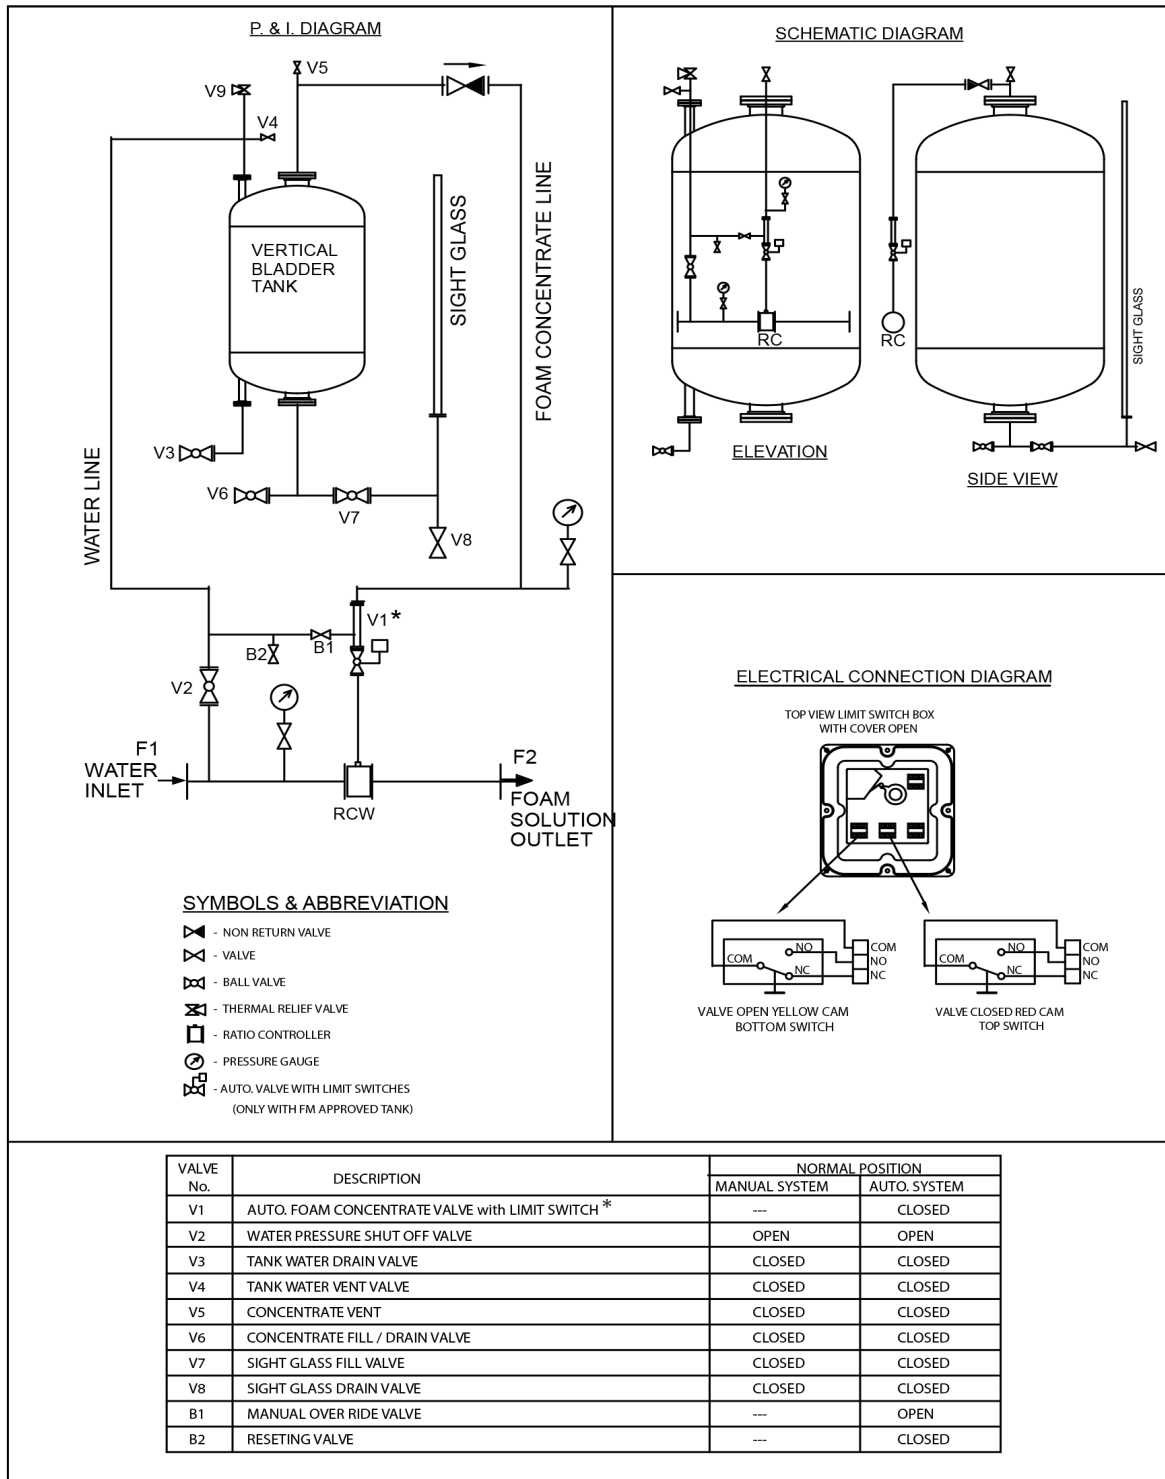 P. & I. DIAGRAM
V5
V9
V4
VERTICAL
BLADDER
TANK
SIGHT GLASS
FOAM CONCENTRATE LINE
WATER LINE
V3
V6
V7
V8
V1*
B2
B1
V2
F1
WATER
INLET
RCW
F2
FOAM
SOLUTION
OUTLET
SYMBOLS & ABBREVIATION
- NON RETURN VALVE
- VALVE
- BALL VALVE
- THERMAL RELIEF VALVE
- RATIO CONTROLLER
- PRESSURE GAUGE
- AUTO. VALVE WITH LIMIT SWITCHES
(ONLY WITH FM APPROVED TANK)
SCHEMATIC DIAGRAM
RC
ELEVATION
RC
SIGHT GLASS
SIDE VIEW
ELECTRICAL CONNECTION DIAGRAM
TOP VIEW LIMIT SWITCH BOX
WITH COVER OPEN
COM NO NC COM NO NC
VALVE OPEN YELLOW CAM
BOTTOM SWITCH
COM NO NC COM NO NC
VALVE CLOSED RED CAM
TOP SWITCH
VALVE No. DESCRIPTION NORMAL POSITION
MANUAL SYSTEM AUTO. SYSTEM
V1 AUTO. FOAM CONCENTRATE VALVE with LIMIT SWITCH * --- CLOSED
V2 WATER PRESSURE SHUT OFF VALVE OPEN OPEN
V3 TANK WATER DRAIN VALVE CLOSED CLOSED
V4 TANK WATER VENT VALVE CLOSED CLOSED
V5 CONCENTRATE VENT CLOSED CLOSED
V6 CONCENTRATE FILL / DRAIN VALVE CLOSED CLOSED
V7 SIGHT GLASS FILL VALVE CLOSED CLOSED
V8 SIGHT GLASS DRAIN VALVE CLOSED CLOSED
B1 MANUAL OVER RIDE VALVE --- OPEN
B2 RESETING VALVE --- CLOSED